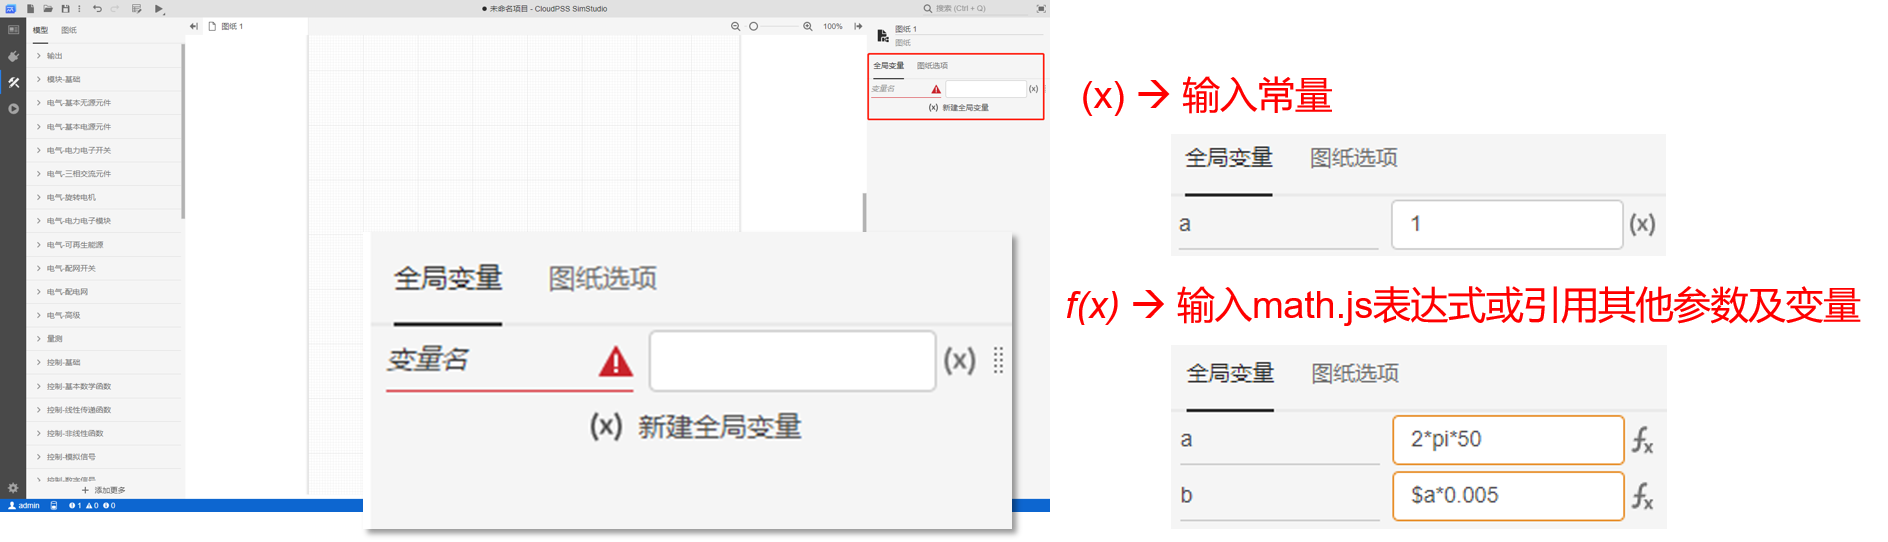 ● 未命名项目 - CloudPSS SimStudio
搜索 (Ctrl + Q)
模型 图纸
图纸 1
100%
图纸 1
图纸
输出
模块-基础
电气-基本无源元件
电气-基本电源元件
电气-电力电子开关
电气-三相交流元件
电气-旋转电机
电气-电力电子模块
电气-可再生能源
电气-配网开关
电气-配电网
电气-高级
量测
控制-基础
控制-基本数学函数
控制-线性传递函数
控制-非线性函数
控制-模拟信号
控制-数字信号
+ 添加更多
admin
1 0 0
全局变量 图纸选项
变量名 (x)
(x) 新建全局变量
全局变量 图纸选项
变量名 (x)
(x) 新建全局变量
(x) → 输入常量
全局变量 图纸选项
a 1 (x)
f(x) → 输入math.js表达式或引用其他参数及变量
全局变量 图纸选项
a 2*pi*50 fx
b $a*0.005 fx